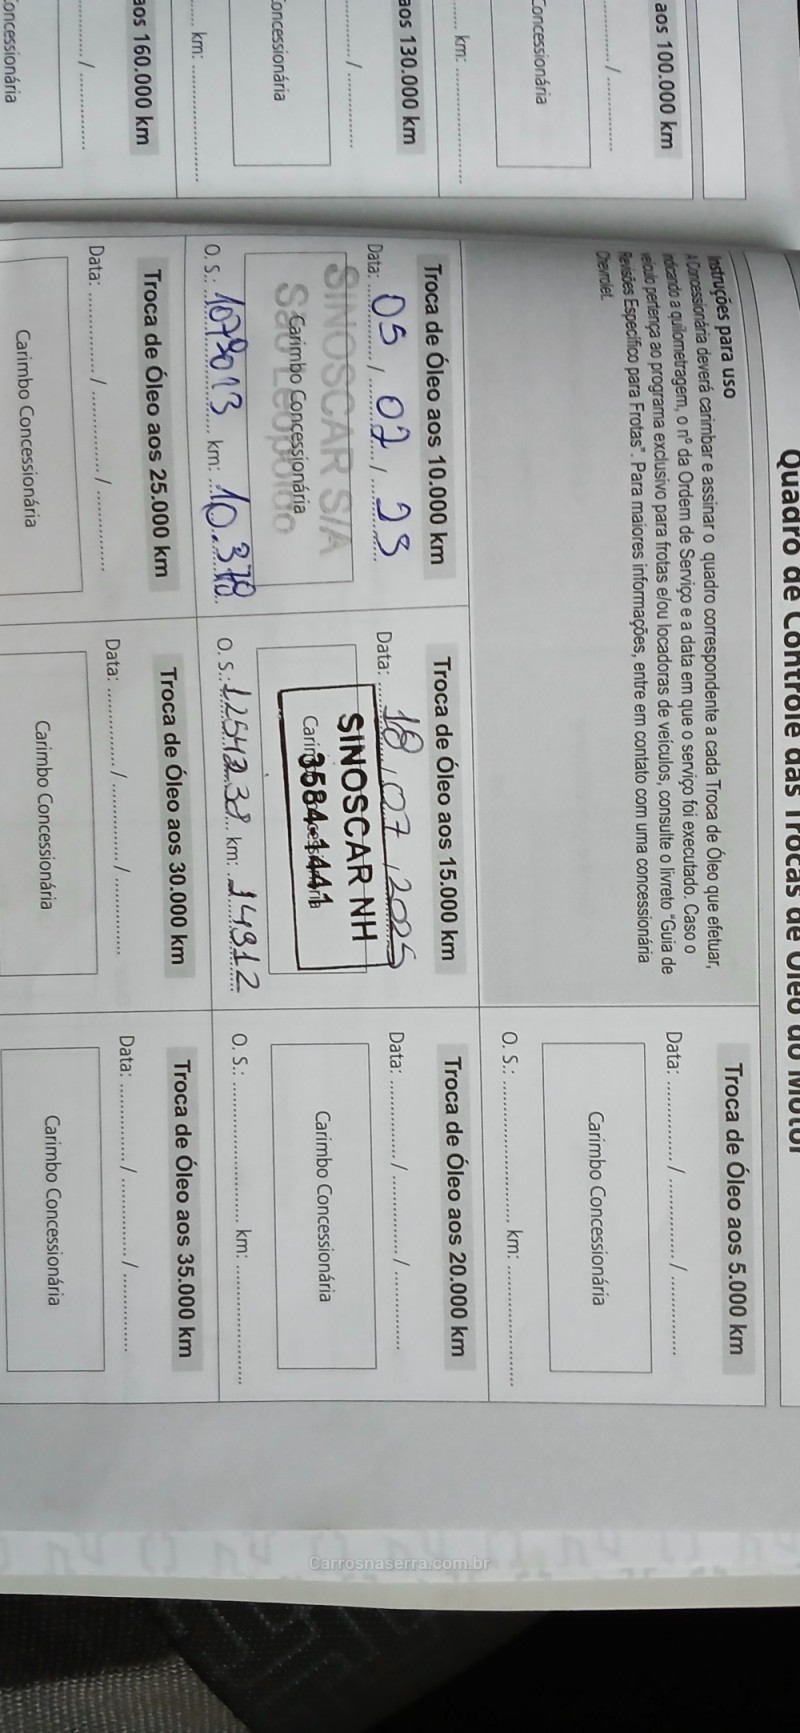 Quadro de Controle das Trocas de Óleo do Motor
Instruções para uso
A Concessionária deverá carimbar e assinar o quadro correspondente a cada Troca de Óleo que efetuar,
indicando a quilometragem, o nº da Ordem de Serviço e a data em que o serviço foi executado. Caso o
veículo pertença ao programa exclusivo para frotas e/ou locadoras de veículos, consulte o livreto "Guia de
Revisões Específico para Frotas". Para maiores informações, entre em contato com uma concessionária
Chevrolet.
Troca de Óleo aos 5.000 km
Data: ............ / ............ / ............
Carimbo Concessionária
O. S.: ........................ km: ........................
Troca de Óleo aos 10.000 km
Data: 05 / 07 / 23
SINOSCAR S/A
São Leopoldo
Carimbo Concessionária
O. S.: 1079013 km: 10.378
Troca de Óleo aos 15.000 km
Data: 18 / 07 / 2025
SINOSCAR NH
3584.1441
O. S.: km: 14912
Troca de Óleo aos 20.000 km
Data: ............ / ............ / ............
Carimbo Concessionária
O. S.: ........................ km: ........................
Troca de Óleo aos 25.000 km
Data: ............ / ............ / ............
Carimbo Concessionária
Troca de Óleo aos 30.000 km
Data: ............ / ............ / ............
Carimbo Concessionária
Troca de Óleo aos 35.000 km
Data: ............ / ............ / ............
Carimbo Concessionária
aos 100.000 km
............ / ............
Concessionária
...... km: ........................
aos 130.000 km
............ / ............
Concessionária
...... km: ........................
aos 160.000 km
............ / ............
Concessionária
Carrosnaserra.com.br